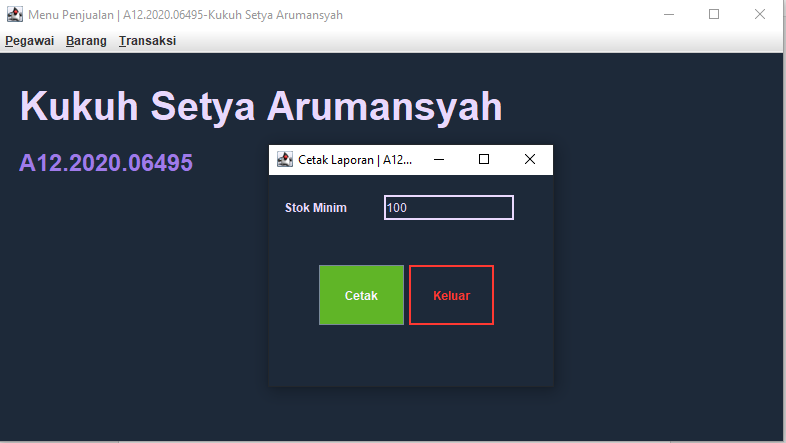 Menu Penjualan | A12.2020.06495-Kukuh Setya Arumansyah
Pegawai Barang Transaksi
Kukuh Setya Arumansyah
A12.2020.06495
Cetak Laporan | A12...
Stok Minim 100
Cetak Keluar